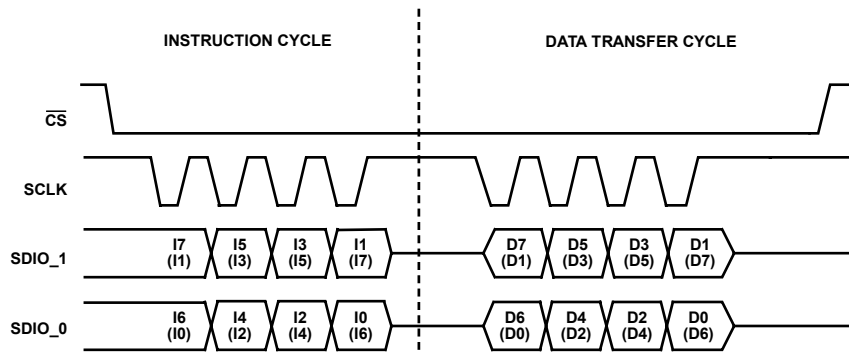 INSTRUCTION CYCLE DATA TRANSFER CYCLE
CS
SCLK
SDIO_1 I7 I5 I3 I1 D7 D5 D3 D1
(I1) (I3) (I5) (I7) (D1) (D3) (D5) (D7)
SDIO_0 I6 I4 I2 I0 D6 D4 D2 D0
(I0) (I2) (I4) (I6) (D0) (D2) (D4) (D6)